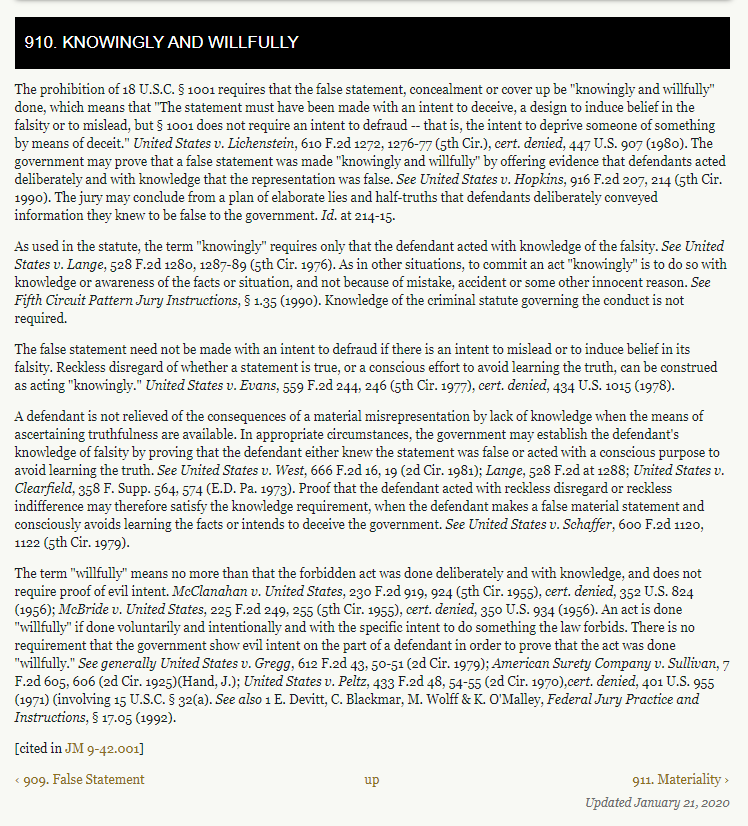 910. KNOWINGLY AND WILLFULLY
The prohibition of 18 U.S.C. § 1001 requires that the false statement, concealment or cover up be "knowingly and willfully"
done, which means that "The statement must have been made with an intent to deceive, a design to induce belief in the
falsity or to mislead, but § 1001 does not require an intent to defraud -- that is, the intent to deprive someone of something
by means of deceit." United States v. Lichenstein, 610 F.2d 1272, 1276-77 (5th Cir.), cert. denied, 447 U.S. 907 (1980). The
government may prove that a false statement was made "knowingly and willfully" by offering evidence that defendants acted
deliberately and with knowledge that the representation was false. See United States v. Hopkins, 916 F.2d 207, 214 (5th Cir.
1990). The jury may conclude from a plan of elaborate lies and half-truths that defendants deliberately conveyed
information they knew to be false to the government. Id. at 214-15.
As used in the statute, the term "knowingly" requires only that the defendant acted with knowledge of the falsity. See United
States v. Lange, 528 F.2d 1280, 1287-89 (5th Cir. 1976). As in other situations, to commit an act "knowingly" is to do so with
knowledge or awareness of the facts or situation, and not because of mistake, accident or some other innocent reason. See
Fifth Circuit Pattern Jury Instructions, § 1.35 (1990). Knowledge of the criminal statute governing the conduct is not
required.
The false statement need not be made with an intent to defraud if there is an intent to mislead or to induce belief in its
falsity. Reckless disregard of whether a statement is true, or a conscious effort to avoid learning the truth, can be construed
as acting "knowingly." United States v. Evans, 559 F.2d 244, 246 (5th Cir. 1977), cert. denied, 434 U.S. 1015 (1978).
A defendant is not relieved of the consequences of a material misrepresentation by lack of knowledge when the means of
ascertaining truthfulness are available. In appropriate circumstances, the government may establish the defendant's
knowledge of falsity by proving that the defendant either knew the statement was false or acted with a conscious purpose to
avoid learning the truth. See United States v. West, 666 F.2d 16, 19 (2d Cir. 1981); Lange, 528 F.2d at 1288; United States v.
Clearfield, 358 F. Supp. 564, 574 (E.D. Pa. 1973). Proof that the defendant acted with reckless disregard or reckless
indifference may therefore satisfy the knowledge requirement, when the defendant makes a false material statement and
consciously avoids learning the facts or intends to deceive the government. See United States v. Schaffer, 600 F.2d 1120,
1122 (5th Cir. 1979).
The term "willfully" means no more than that the forbidden act was done deliberately and with knowledge, and does not
require proof of evil intent. McClanahan v. United States, 230 F.2d 919, 924 (5th Cir. 1955), cert. denied, 352 U.S. 824
(1956); McBride v. United States, 225 F.2d 249, 255 (5th Cir. 1955), cert. denied, 350 U.S. 934 (1956). An act is done
"willfully" if done voluntarily and intentionally and with the specific intent to do something the law forbids. There is no
requirement that the government show evil intent on the part of a defendant in order to prove that the act was done
"willfully." See generally United States v. Gregg, 612 F.2d 43, 50-51 (2d Cir. 1979); American Surety Company v. Sullivan, 7
F.2d 605, 606 (2d Cir. 1925)(Hand, J.); United States v. Peltz, 433 F.2d 48, 54-55 (2d Cir. 1970),cert. denied, 401 U.S. 955
(1971) (involving 15 U.S.C. § 32(a). See also 1 E. Devitt, C. Blackmar, M. Wolff & K. O'Malley, Federal Jury Practice and
Instructions, § 17.05 (1992).
[cited in JM 9-42.001]
‹ 909. False Statement up 911. Materiality ›
Updated January 21, 2020